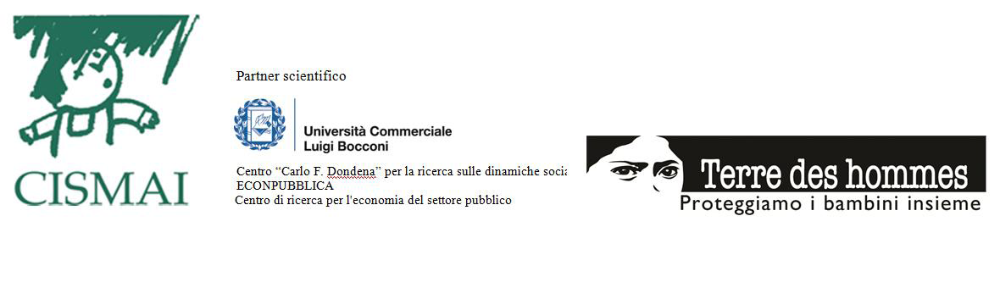 CISMAI
Partner scientifico
Università Commerciale
Luigi Bocconi
Centro “Carlo F. Dondena” per la ricerca sulle dinamiche socia
ECONPUBBLICA
Centro di ricerca per l'economia del settore pubblico
Terre des hommes
Proteggiamo i bambini insieme